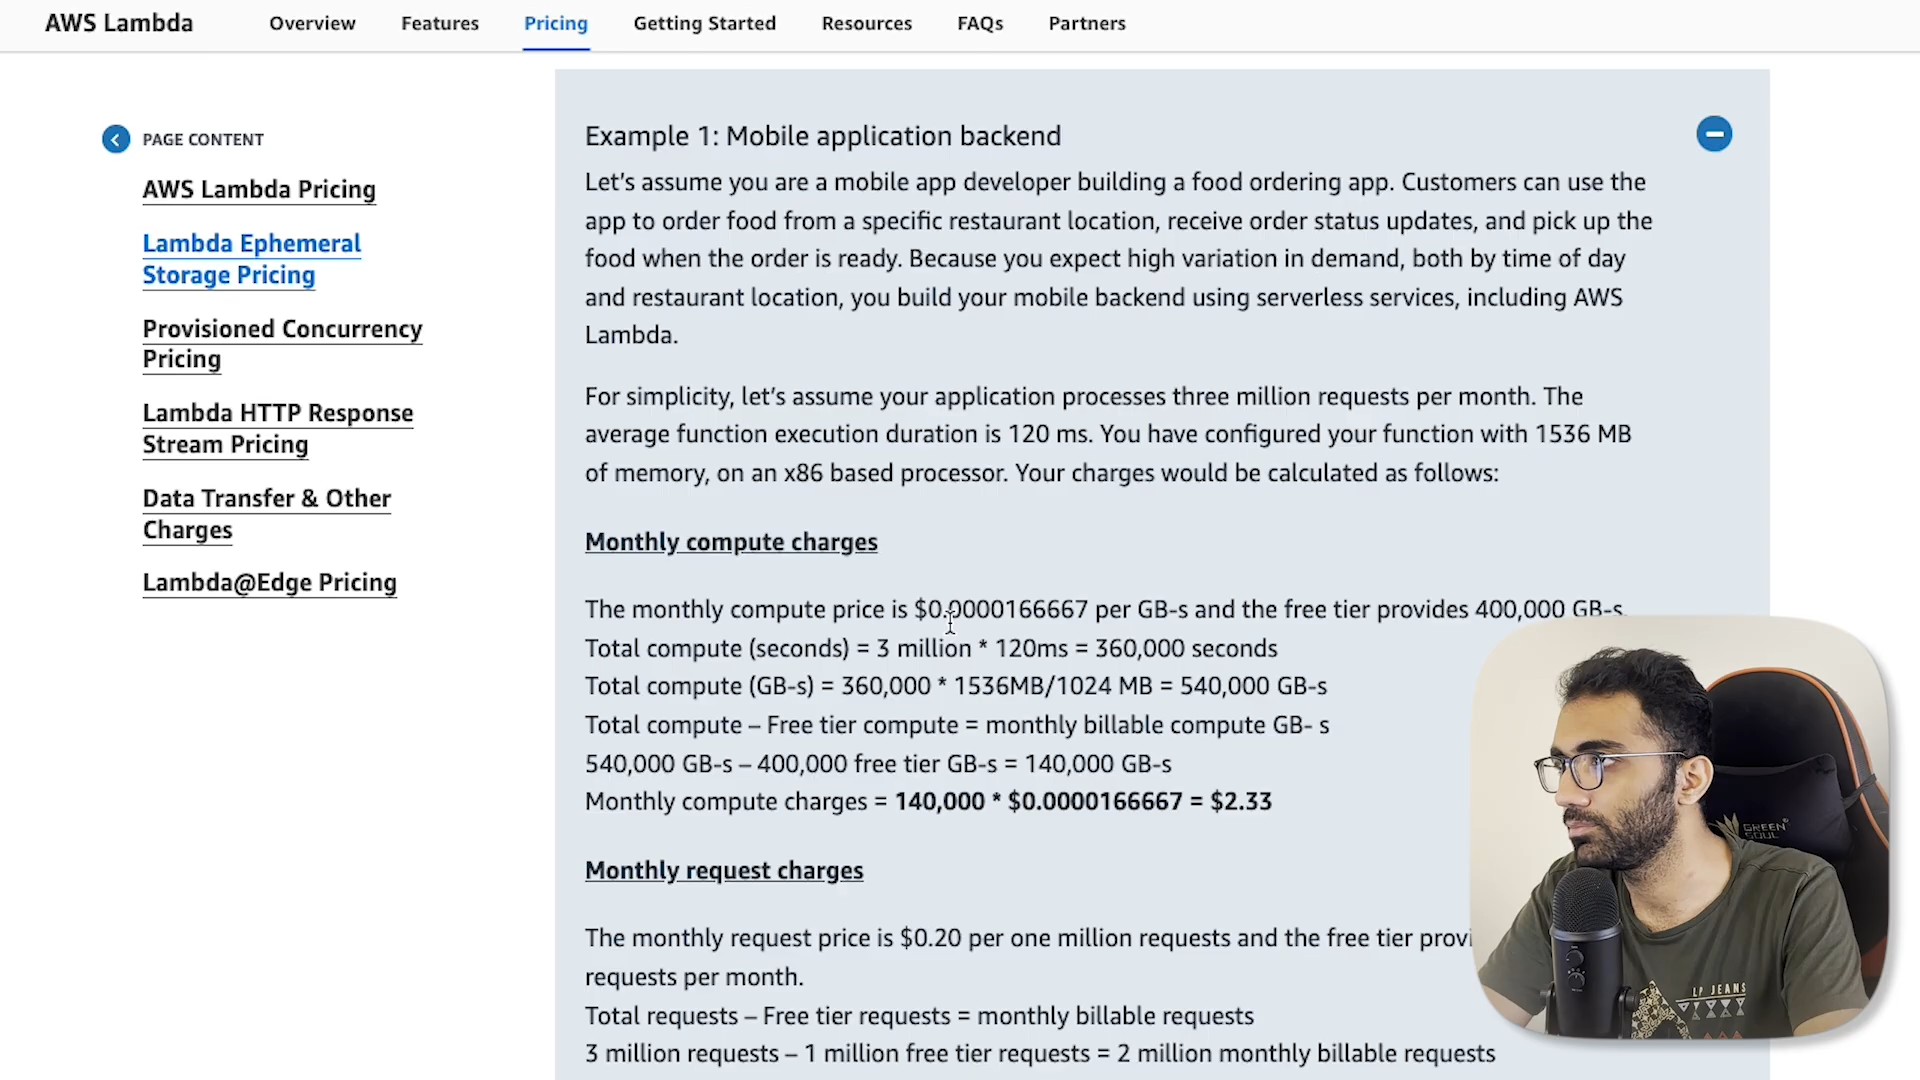 AWS Lambda
Overview
Features
Pricing
Getting Started
Resources
FAQs
Partners
PAGE CONTENT
AWS Lambda Pricing
Lambda Ephemeral
Storage Pricing
Provisioned Concurrency
Pricing
Lambda HTTP Response
Stream Pricing
Data Transfer & Other
Charges
Lambda@Edge Pricing
Example 1: Mobile application backend
Let’s assume you are a mobile app developer building a food ordering app. Customers can use the
app to order food from a specific restaurant location, receive order status updates, and pick up the
food when the order is ready. Because you expect high variation in demand, both by time of day
and restaurant location, you build your mobile backend using serverless services, including AWS
Lambda.
For simplicity, let’s assume your application processes three million requests per month. The
average function execution duration is 120 ms. You have configured your function with 1536 MB
of memory, on an x86 based processor. Your charges would be calculated as follows:
Monthly compute charges
The monthly compute price is $0.0000166667 per GB-s and the free tier provides 400,000 GB-s.
Total compute (seconds) = 3 million * 120ms = 360,000 seconds
Total compute (GB-s) = 360,000 * 1536MB/1024 MB = 540,000 GB-s
Total compute – Free tier compute = monthly billable compute GB- s
540,000 GB-s – 400,000 free tier GB-s = 140,000 GB-s
Monthly compute charges = 140,000 * $0.0000166667 = $2.33
Monthly request charges
The monthly request price is $0.20 per one million requests and the free tier
requests per month.
Total requests – Free tier requests = monthly billable requests
3 million requests – 1 million free tier requests = 2 million monthly billable requests
GREEN
SOUL
LP JEANS